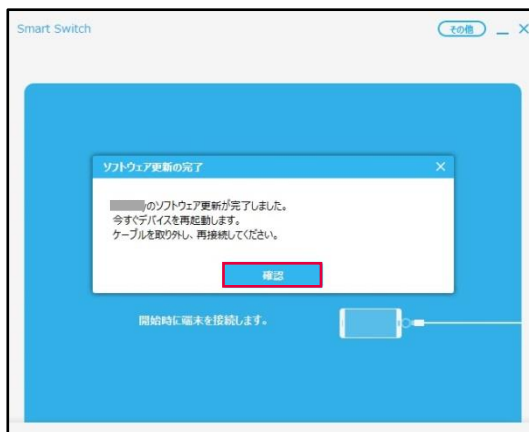 Smart Switch
その他
ソフトウェア更新の完了
のソフトウェア更新が完了しました。
今すぐデバイスを再起動します。
ケーブルを取り外し、再接続してください。
確認
開始時に端末を接続します。